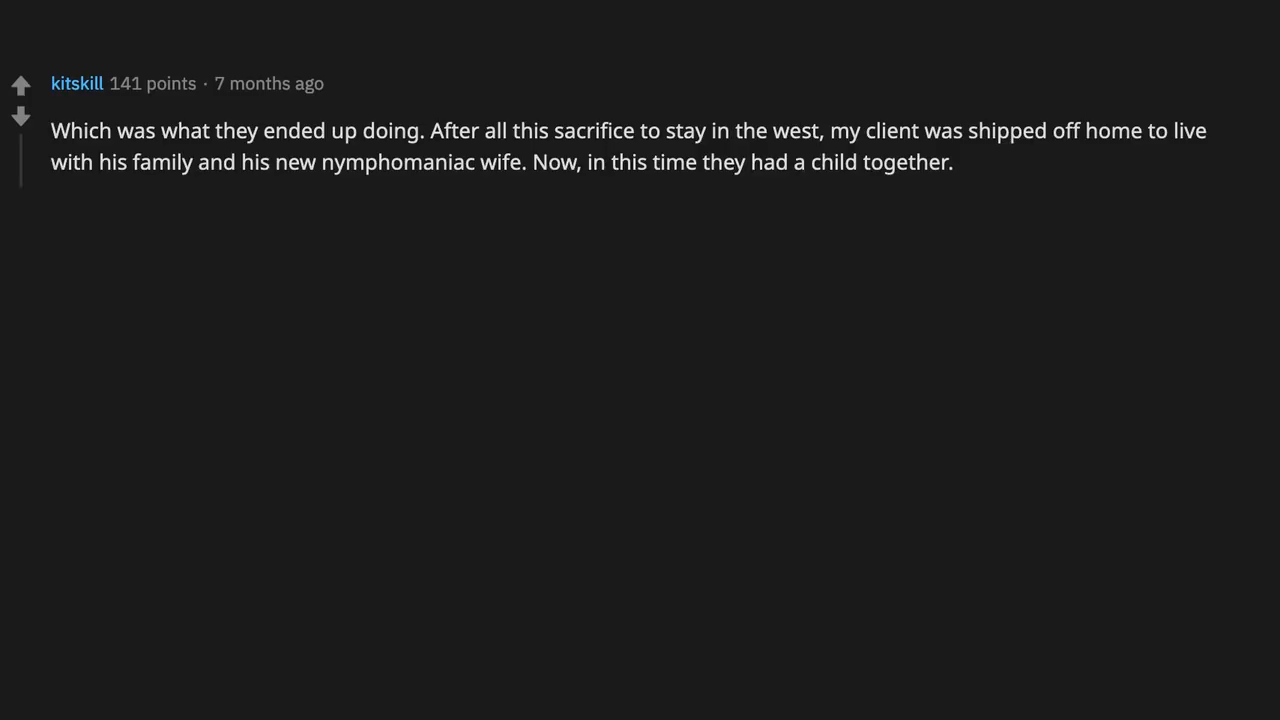 kitskill 141 points · 7 months ago
Which was what they ended up doing. After all this sacrifice to stay in the west, my client was shipped off home to live
with his family and his new nymphomaniac wife. Now, in this time they had a child together.